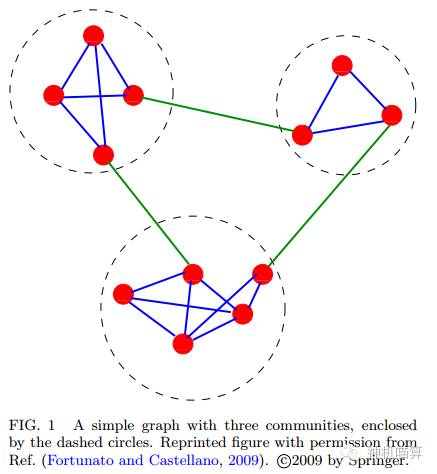 FIG. 1 A simple graph with three communities, enclosed
by the dashed circles. Reprinted figure with permission from
Ref. (Fortunato and Castellano, 2009). ©2009 by Springer.